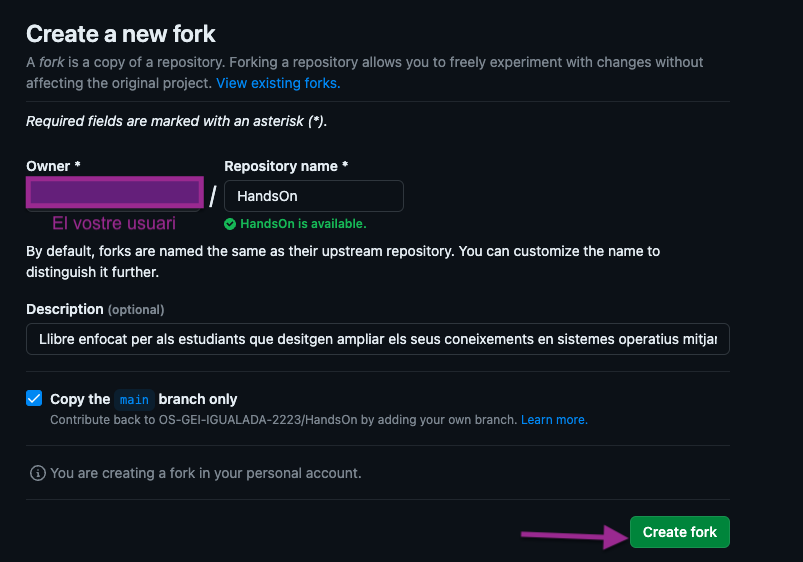 Create a new fork
A fork is a copy of a repository. Forking a repository allows you to freely experiment with changes without
affecting the original project. View existing forks.
Required fields are marked with an asterisk (*).
Owner *
Repository name *
/
HandsOn
El vostre usuari
HandsOn is available.
By default, forks are named the same as their upstream repository. You can customize the name to
distinguish it further.
Description (optional)
Llibre enfocat per als estudiants que desitgen ampliar els seus coneixements en sistemes operatius mitjar
Copy the main branch only
Contribute back to OS-GEI-IGUALADA-2223/HandsOn by adding your own branch. Learn more.
You are creating a fork in your personal account.
Create fork